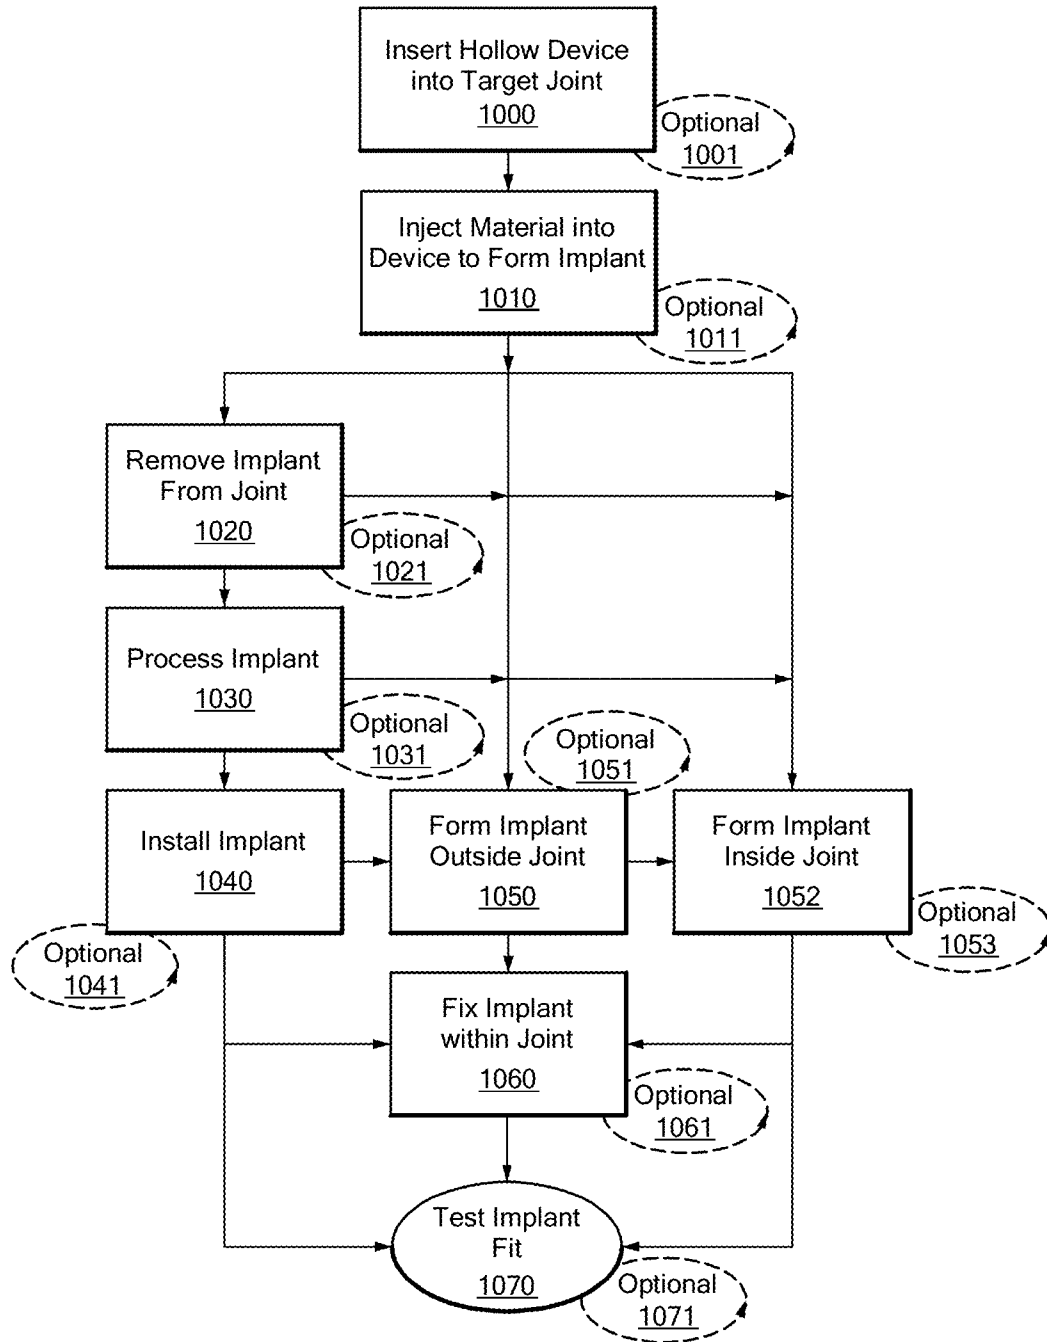 Insert Hollow Device
into Target Joint
1000
Optional
1001
Inject Material into
Device to Form Implant
1010
Optional
1011
Remove Implant
From Joint
1020
Optional
1021
Process Implant
1030
Optional
1031
Optional
1051
Install Implant
1040
Optional
1041
Form Implant
Outside Joint
1050
Form Implant
Inside Joint
1052
Optional
1053
Fix Implant
within Joint
1060
Optional
1061
Test Implant
Fit
1070
Optional
1071